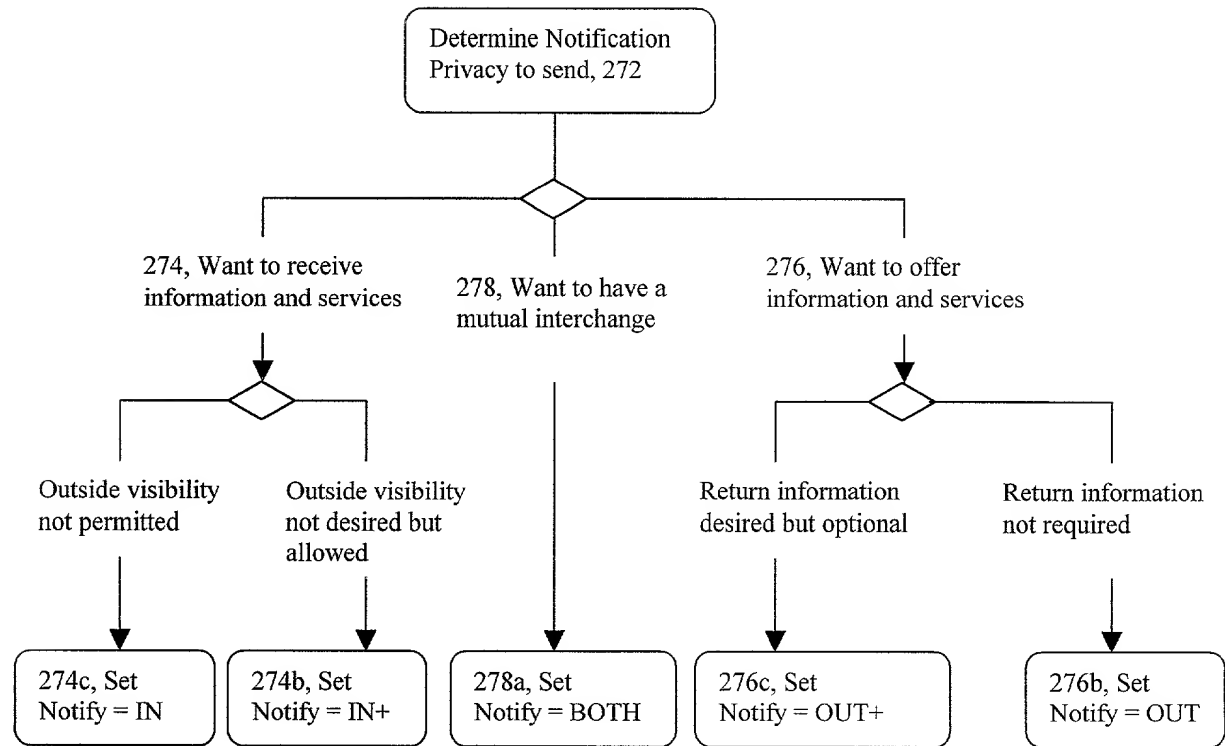 Determine Notification
Privacy to send, 272
274, Want to receive
information and services
278, Want to have a
mutual interchange
276, Want to offer
information and services
Outside visibility
not permitted
Outside visibility
not desired but
allowed
Return information
desired but optional
Return information
not required
274c, Set
Notify = IN
274b, Set
Notify = IN+
278a, Set
Notify = BOTH
276c, Set
Notify = OUT+
276b, Set
Notify = OUT